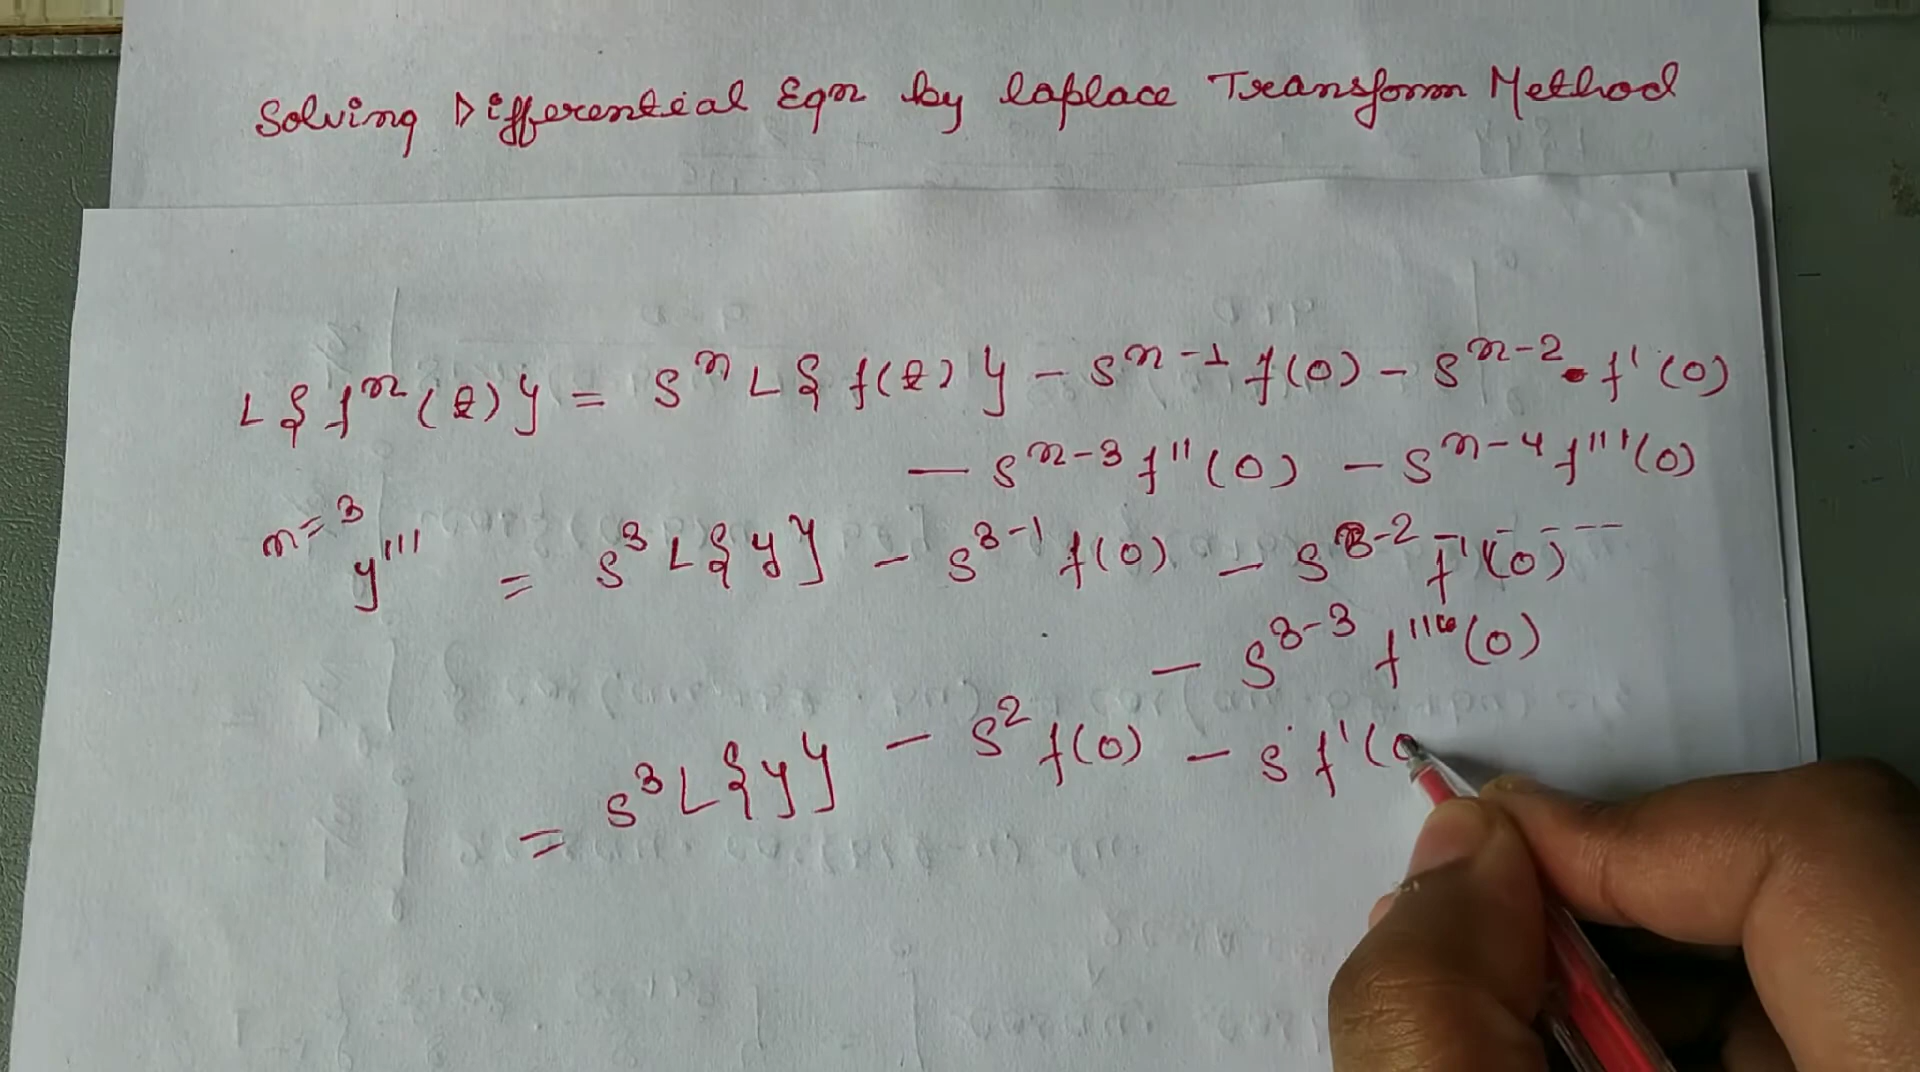 Solving Differential Eqn by Laplace Transform Method
L{f^n(t)} = s^n L{f(t)} - s^(n-1) f(0) - s^(n-2) . f'(0)
- s^(n-3) f''(0) - s^(n-4) f'''(0)
- - - - -
n=3
y''' = s^3 L{y} - s^(3-1) f(0) - s^(3-2) f'(0)
- s^(3-3) f''(0)
= s^3 L{y} - s^2 f(0) - s f'(0